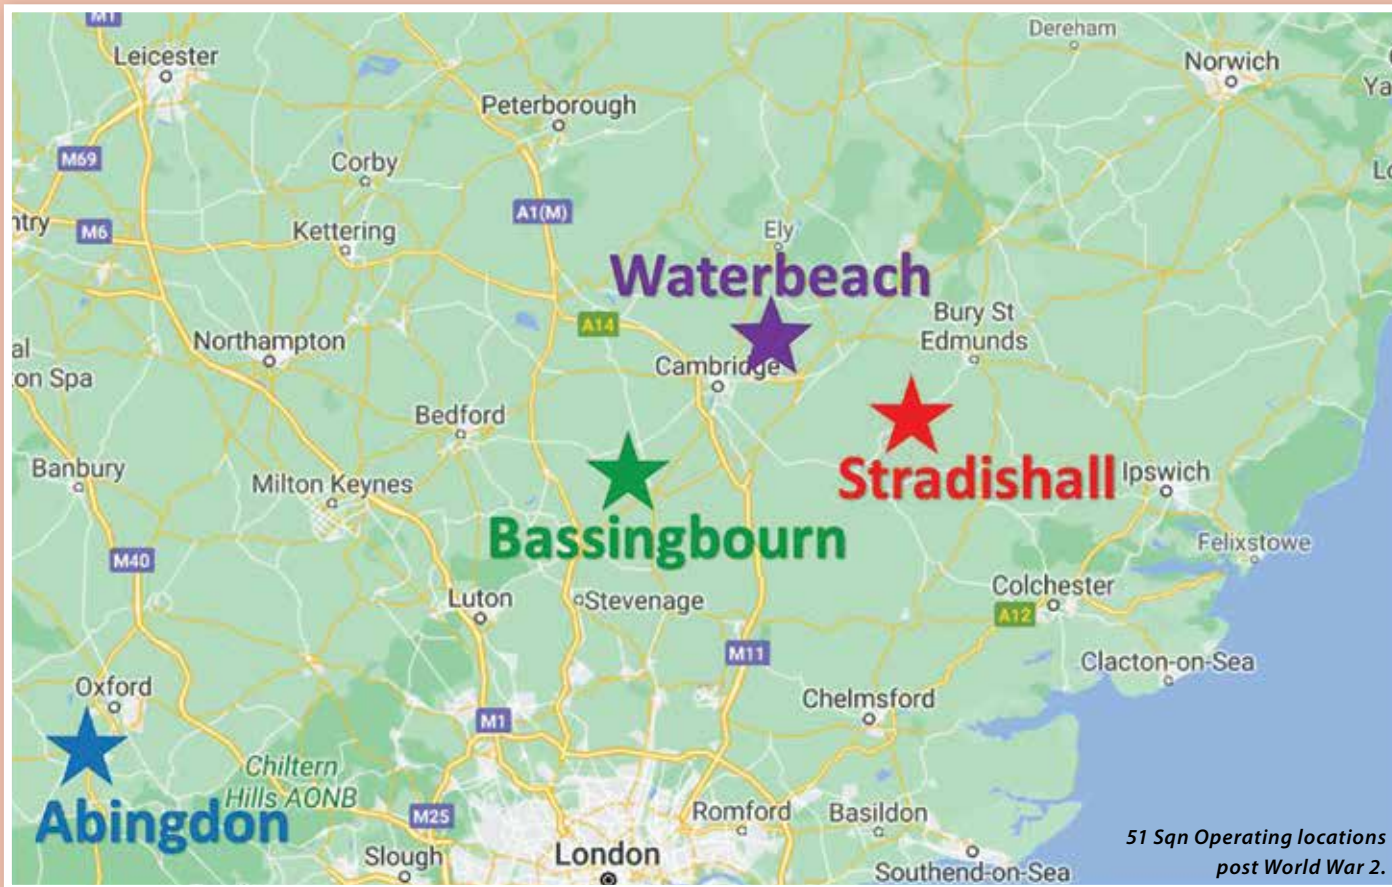 M1
Leicester
Dereham
Norwich
Ya
Peterborough
M69
Corby
Lo
A1(M)
ntry
M6
Kettering
Ely
Waterbeach
A14
Bury St
Edmunds
Northampton
al
on Spa
Cambridge
Bedford
Banbury
Milton Keynes
Stradishall
Ipswich
Bassingbourn
Felixstowe
M40
Luton
Stevenage
Colchester
A12
M11
Clacton-on-Sea
Oxford
Chelmsford
M1
Chiltern
Hills AONB
Abingdon
M25
Romford
Basildon
Slough
London
Southend-on-Sea
51 Sqn Operating locations
post World War 2.